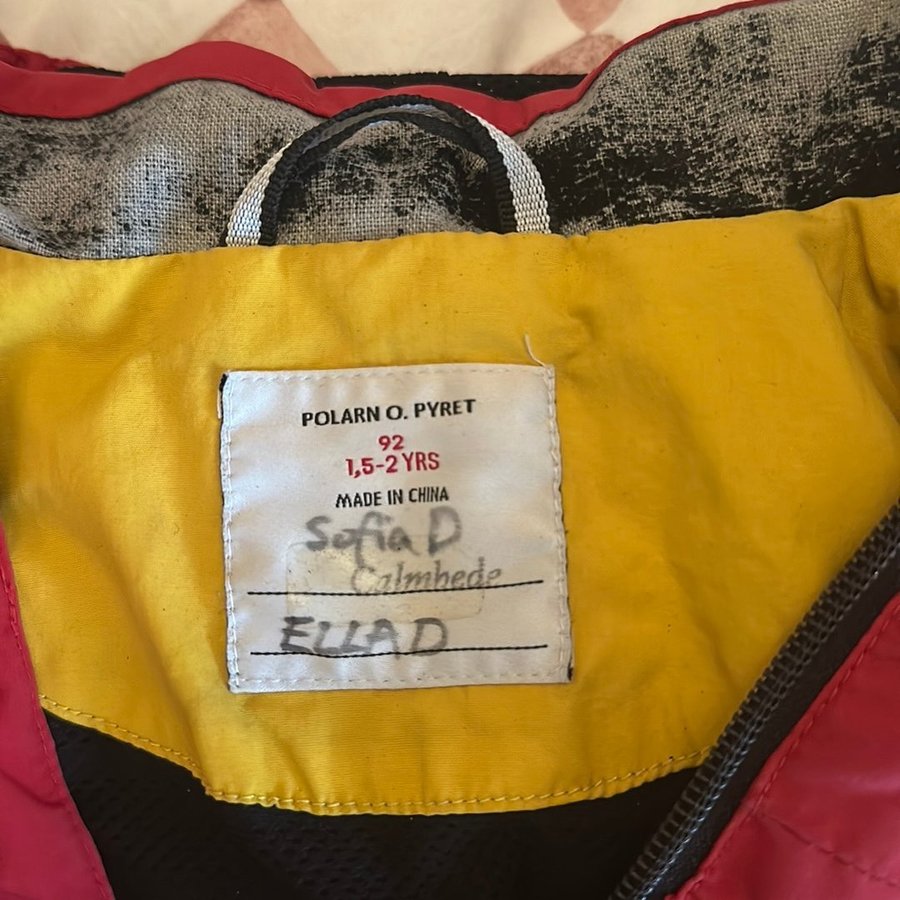 POLARN O. PYRET
92
1,5-2 YRS
MADE IN CHINA
Sofia D
Calmhede
ELLA D